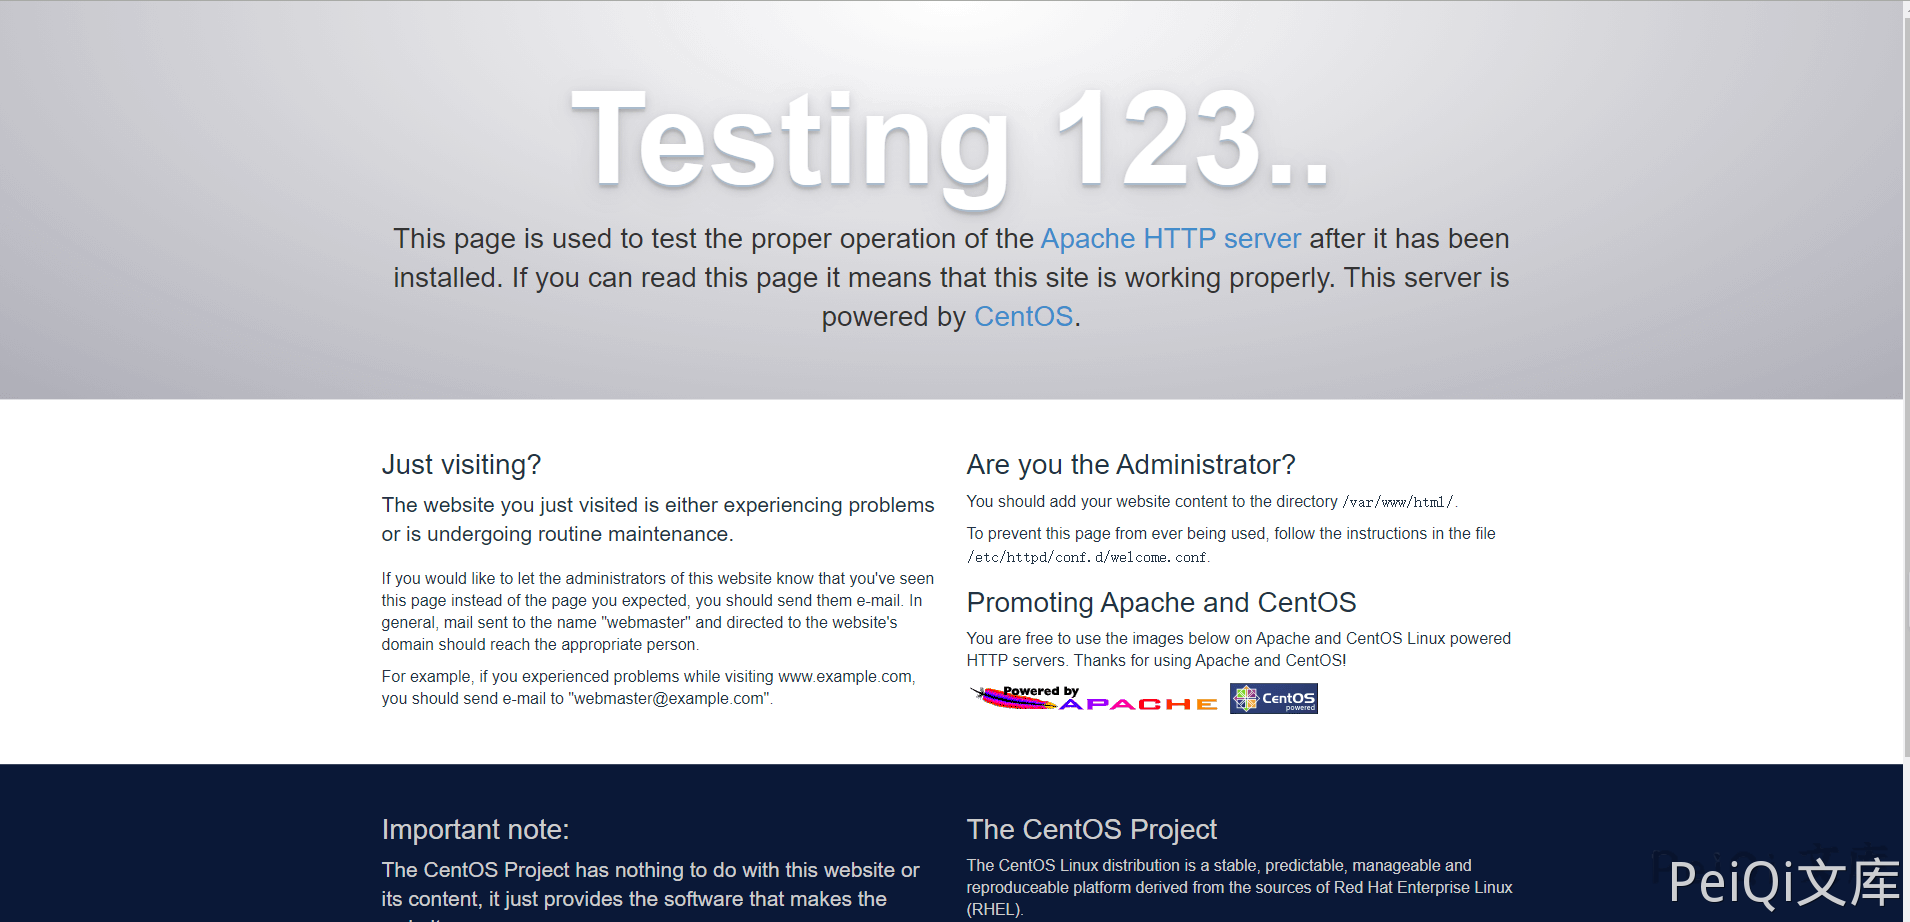 Testing 123..
This page is used to test the proper operation of the Apache HTTP server after it has been
installed. If you can read this page it means that this site is working properly. This server is
powered by CentOS.
Just visiting?
The website you just visited is either experiencing problems
or is undergoing routine maintenance.
If you would like to let the administrators of this website know that you've seen
this page instead of the page you expected, you should send them e-mail. In
general, mail sent to the name "webmaster" and directed to the website's
domain should reach the appropriate person.
For example, if you experienced problems while visiting www.example.com,
you should send e-mail to "webmaster@example.com".
Are you the Administrator?
You should add your website content to the directory /var/www/html/.
To prevent this page from ever being used, follow the instructions in the file
/etc/httpd/conf.d/welcome.conf.
Promoting Apache and CentOS
You are free to use the images below on Apache and CentOS Linux powered
HTTP servers. Thanks for using Apache and CentOS!
Powered by
APACHE
CentOS
powered
Important note:
The CentOS Project has nothing to do with this website or
its content, it just provides the software that makes the
The CentOS Project
The CentOS Linux distribution is a stable, predictable, manageable and
reproduceable platform derived from the sources of Red Hat Enterprise Linux
(RHEL).
PeiQi文库